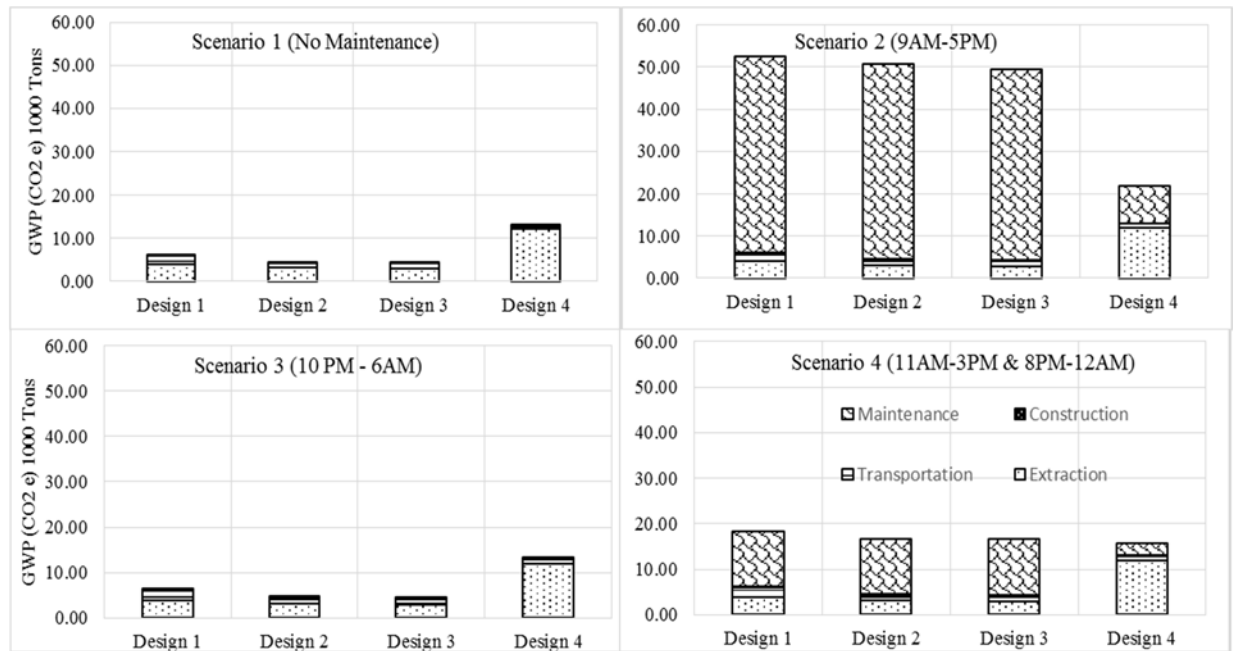 Scenario 1 (No Maintenance)
GWP (CO2 e) 1000 Tons
60.00
50.00
40.00
30.00
20.00
10.00
0.00
Design 1 Design 2 Design 3 Design 4
Scenario 2 (9AM-5PM)
60.00
50.00
40.00
30.00
20.00
10.00
0.00
Design 1 Design 2 Design 3 Design 4
Scenario 3 (10 PM - 6AM)
GWP (CO2 e) 1000 Tons
60.00
50.00
40.00
30.00
20.00
10.00
0.00
Design 1 Design 2 Design 3 Design 4
Scenario 4 (11AM-3PM & 8PM-12AM)
60.00
50.00
40.00
30.00
20.00
10.00
0.00
Maintenance Construction
Transportation Extraction
Design 1 Design 2 Design 3 Design 4